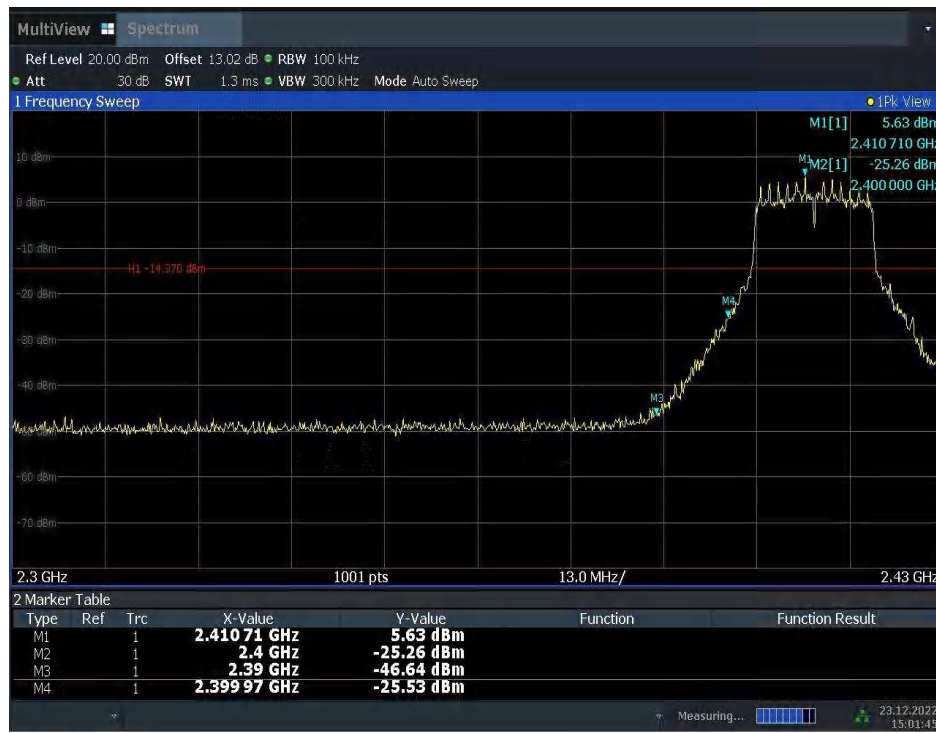 MultiView Spectrum
Ref Level 20.00 dBm Offset 13.02 dB RBW 100 kHz
Att 30 dB SWT 1.3 ms VBW 300 kHz Mode Auto Sweep
1 Frequency Sweep 1Pk View
M1[1] 5.63 dBm
2.410 710 GHz
10 dBm M1 M2[1] -25.26 dBm
2.400 000 GHz
0 dBm
-10 dBm
H1 -14.370 dBm
-20 dBm
M4
-30 dBm
-40 dBm
M3
-60 dBm
-70 dBm
2.3 GHz 1001 pts 13.0 MHz/ 2.43 GHz
2 Marker Table
Type Ref Trc X-Value Y-Value Function Function Result
M1 1 2.410 71 GHz 5.63 dBm
M2 1 2.4 GHz -25.26 dBm
M3 1 2.39 GHz -46.64 dBm
M4 1 2.399 97 GHz -25.53 dBm
Measuring... 23.12.2022
15:01:45